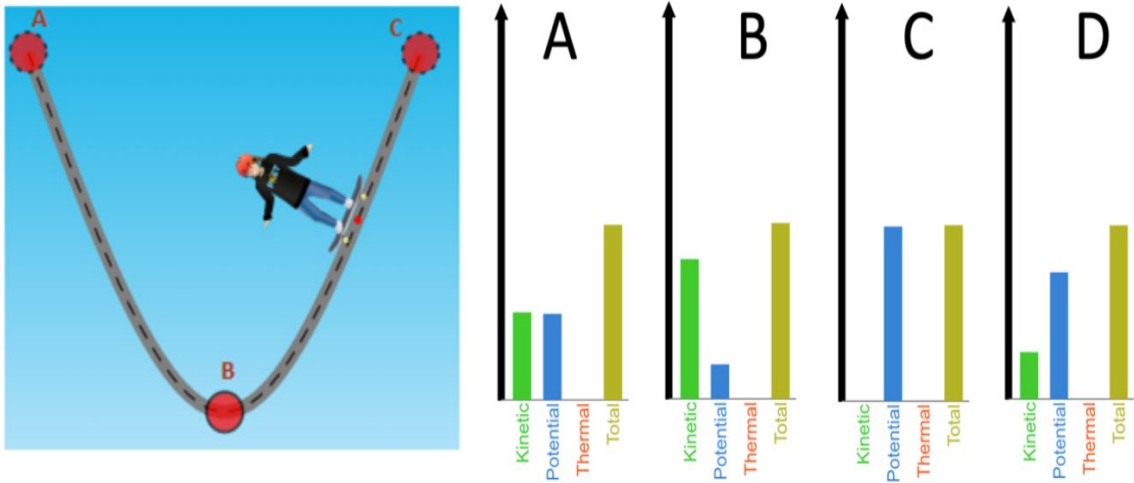 A
C
B
A
B
C
D
Kinetic
Potential
Thermal
Total
Kinetic
Potential
Thermal
Total
Kinetic
Potential
Thermal
Total
Kinetic
Potential
Thermal
Total